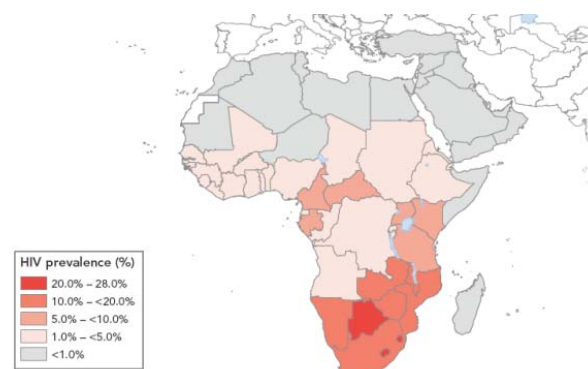 HIV prevalence (%)
20.0% – 28.0%
10.0% – <20.0%
5.0% – <10.0%
1.0% – <5.0%
<1.0%